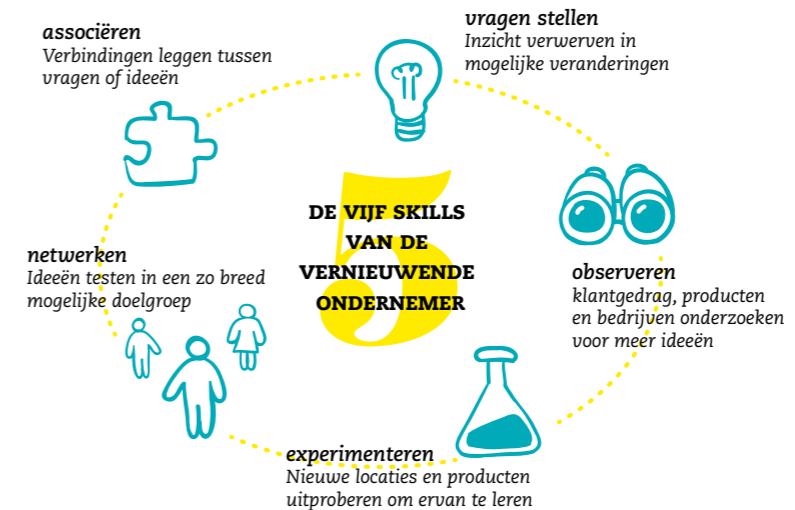 associëren
Verbindingen leggen tussen
vragen of ideeën
vragen stellen
Inzicht verwerven in
mogelijke veranderingen
5
DE VIJF SKILLS
VAN DE
VERNIEUWENDE
ONDERNEMER
netwerken
Ideeën testen in een zo breed
mogelijke doelgroep
observeren
klantgedrag, producten
en bedrijven onderzoeken
voor meer ideeën
experimenteren
Nieuwe locaties en producten
uitproberen om ervan te leren